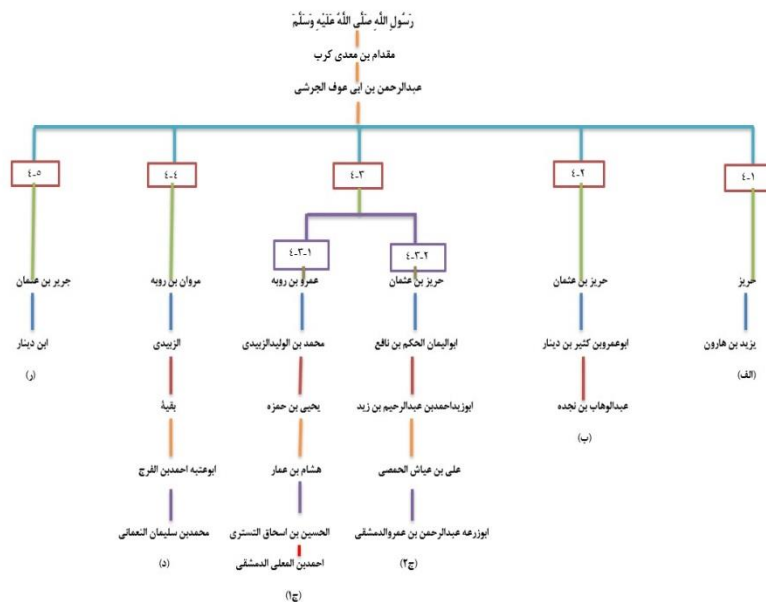 رَسُولِ اللَّهِ صَلَّى اللَّهُ عَلَيْهِ وَسَلَّمَ
مقدام بن معدی کرب
عبدالرحمن بن ابی عوف الجرشی
٤-١
٤-٢
٤-٣
٤-٤
٤-٥
٤-٣-٢
٤-٣-١
حریز
حریز بن عثمان
حریز بن عثمان
عمرو بن روبه
مروان بن روبه
جریر بن عثمان
یزید بن هارون
ابوعمروبن کثیر بن دینار
ابوالیمان الحکم بن نافع
محمد بن الولیدالزبیدی
الزبیدی
ابن دینار
(الف)
عبدالوهاب بن نجده
ابوزیداحمدبن عبدالرحیم بن زید
یحیی بن حمزه
بقیة
(ر)
(ب)
علی بن عیاش الحمصی
هشام بن عمار
ابوعتبه احمدبن الفرج
ابوزرعه عبدالرحمن بن عمروالدمشقی
الحسین بن اسحاق التستری
محمدبن سلیمان النعمانی
(ج٢)
احمدبن المعلی الدمشقی
(د)
(ج١)